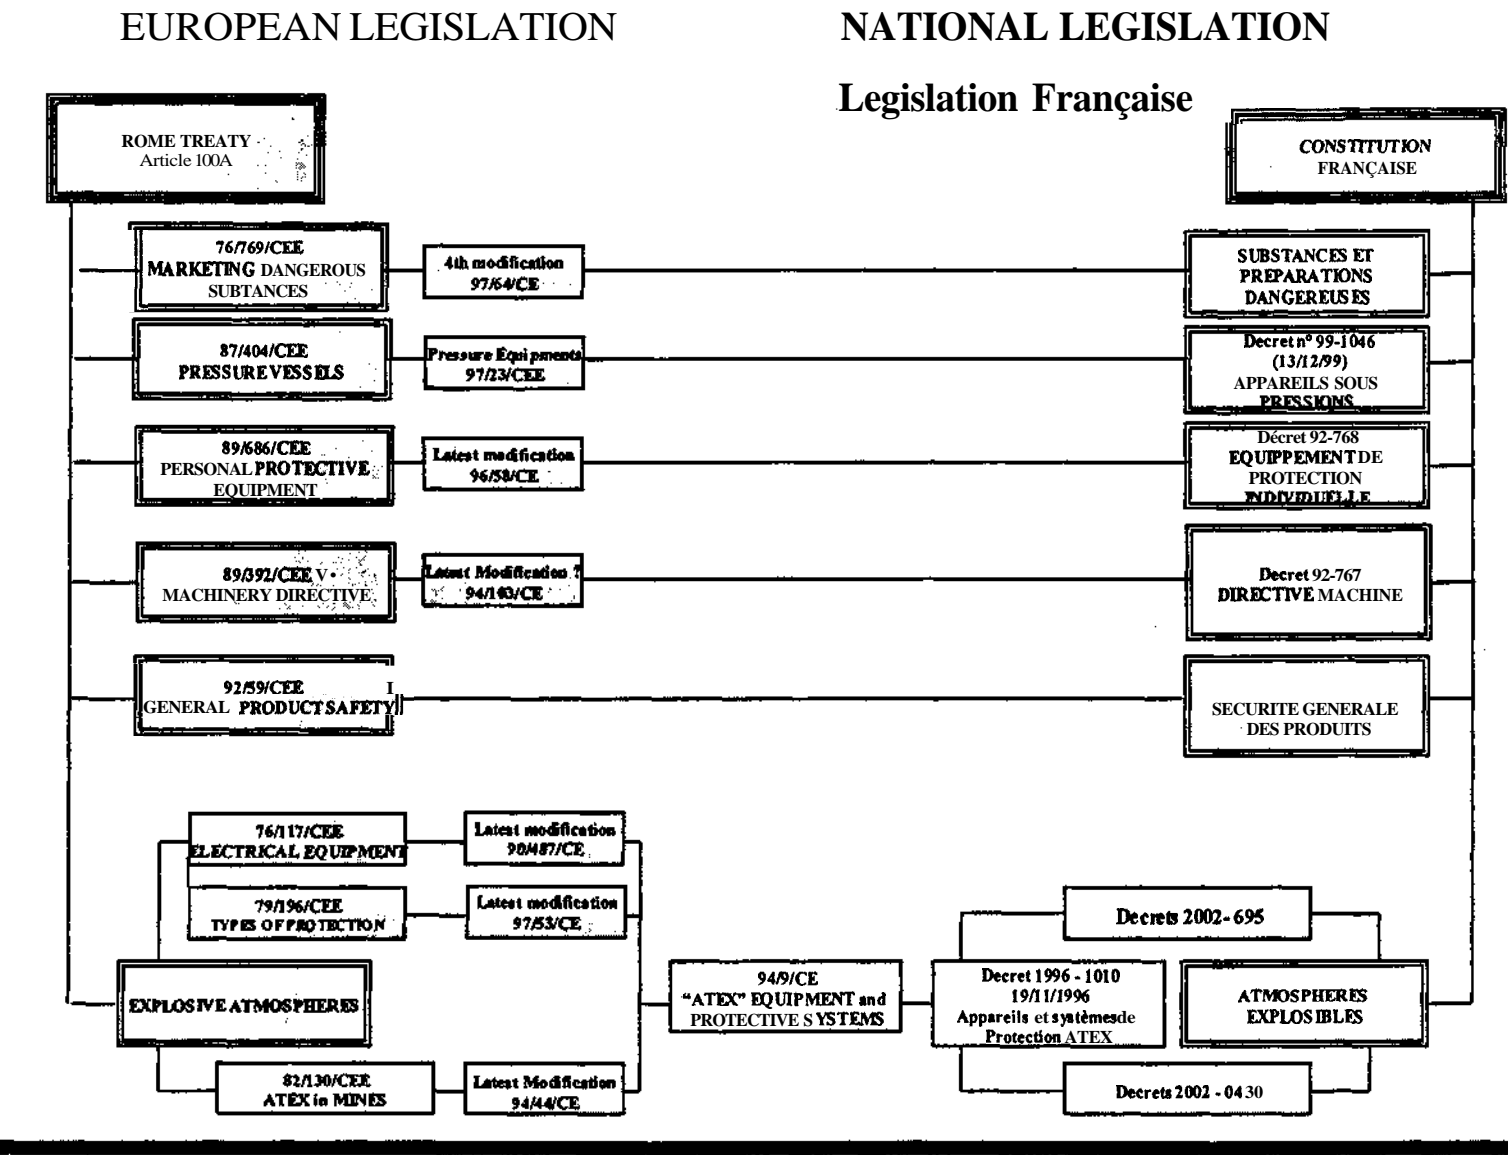 EUROPEAN LEGISLATION
NATIONAL LEGISLATION
Legislation Française
ROME TREATY
Article 100A
CONSTITUTION
FRANÇAISE
76/769/CEE
MARKETING DANGEROUS
SUBTANCES
4th modification
97/64/CE
SUBSTANCES ET
PREPARATIONS
DANGEREUSES
87/404/CEE
PRESSURE VESSELS
Pressure Equipments
97/23/CEE
Decret n° 99-1046
(13/12/99)
APPAREILS SOUS
PRESSIONS
89/686/CEE
PERSONAL PROTECTIVE
EQUIPMENT
Latest modification
96/58/CE
Décret 92-768
EQUIPPEMENT DE
PROTECTION
INDIVIDUELLE
89/392/CEE V
MACHINERY DIRECTIVE
Latest Modification ?
94/103/CE
Decret 92-767
DIRECTIVE MACHINE
92/59/CEE
GENERAL PRODUCT SAFETY
SECURITE GENERALE
DES PRODUITS
76/117/CEE
ELECTRICAL EQUIPMENT
Latest modification
90/487/CE
79/196/CEE
TYPES OF PROTECTION
Latest modification
97/53/CE
Decrets 2002- 695
EXPLOSIVE ATMOSPHERES
94/9/CE
“ATEX” EQUIPMENT and
PROTECTIVE SYSTEMS
Decret 1996 - 1010
19/11/1996
Appareils et systèmes de
Protection ATEX
ATMOSPHERES
EXPLOSIBLES
82/130/CEE
ATEX in MINES
Latest Modification
94/44/CE
Decrets 2002 - 0430